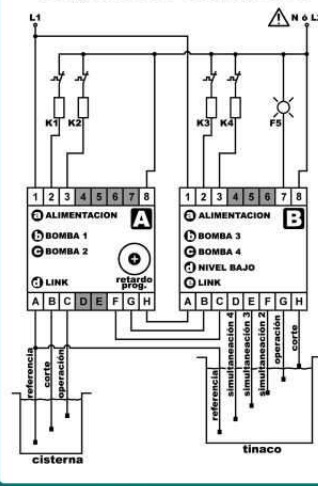 L1
⚠ N ó L2
K1 K2 K3 K4 F5
1 2 3 4 5 6 7 8
1 2 3 4 5 6 7 8
a ALIMENTACION A
b BOMBA 1
c BOMBA 2
d LINK
retardo
prog.
A B C D E F G H
a ALIMENTACION B
b BOMBA 3
c BOMBA 4
d NIVEL BAJO
e LINK
A B C D E F G H
referencia
corte
operación
cisterna
referencia
simultaneación 4
simultaneación 3
simultaneación 2
operación
corte
tinaco